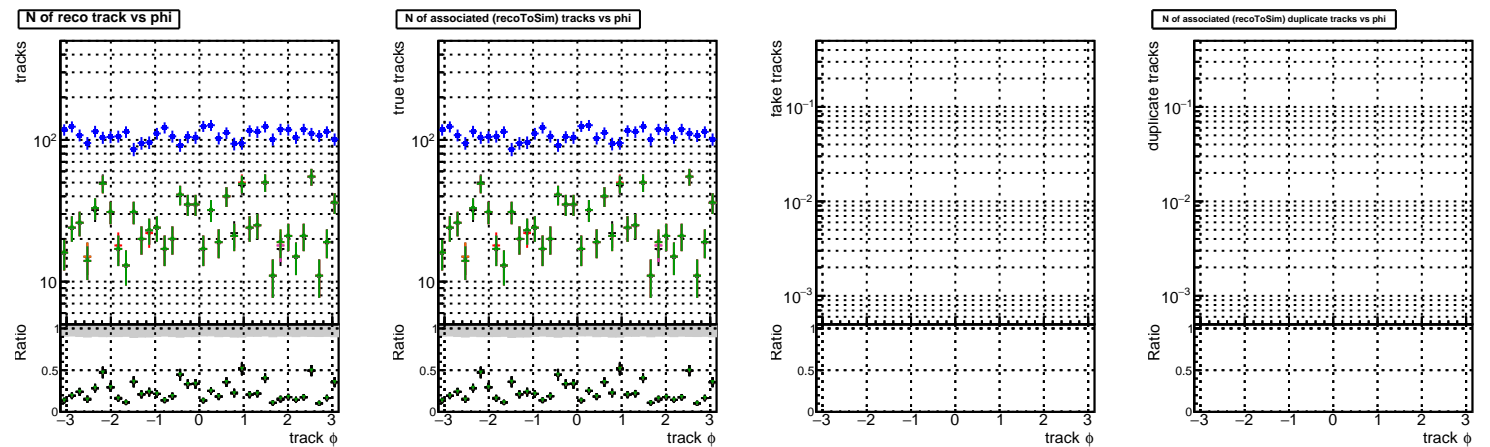 N of reco track vs phi
tracks
10²
10
Ratio
1
0.5
0
−3 −2 −1 0 1 2 3
track ϕ
N of associated (recoToSim) tracks vs phi
true tracks
10²
10
Ratio
1
0.5
0
−3 −2 −1 0 1 2 3
track ϕ
fake tracks
10⁻¹
10⁻²
10⁻³
Ratio
1
0.5
0
−3 −2 −1 0 1 2 3
track ϕ
N of associated (recoToSim) duplicate tracks vs phi
duplicate tracks
10⁻¹
10⁻²
10⁻³
Ratio
1
0.5
0
−3 −2 −1 0 1 2 3
track ϕ